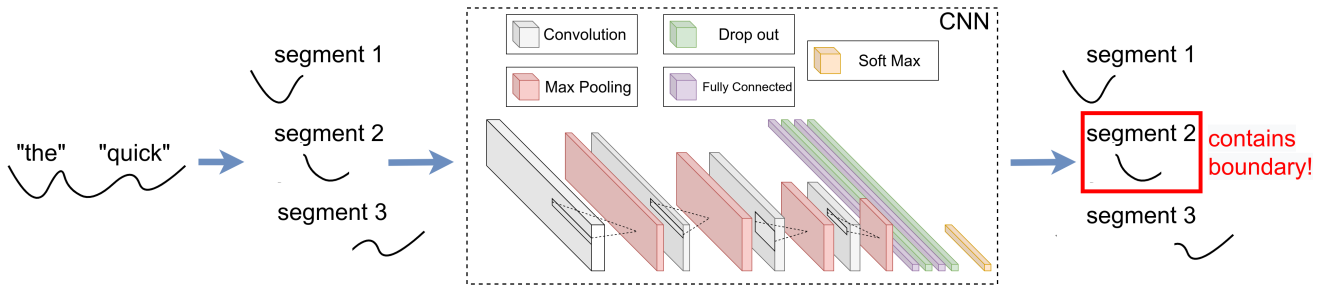 "the" "quick"
segment 1
segment 2
segment 3
CNN
Convolution
Drop out
Soft Max
Max Pooling
Fully Connected
segment 1
segment 2
contains
boundary!
segment 3